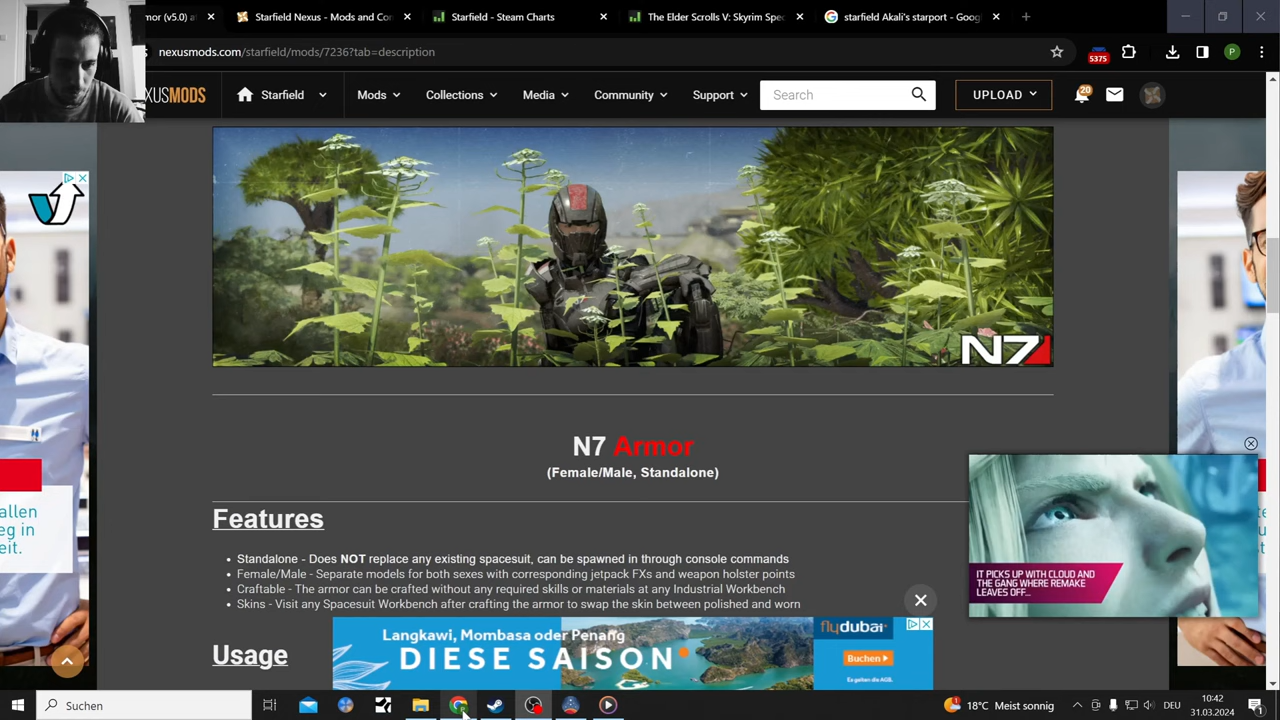 mor (v5.0) a
Starfield Nexus - Mods and Con
Starfield - Steam Charts
The Elder Scrolls V: Skyrim Spec
starfield Akali's starport - Goog
nexusmods.com/starfield/mods/7236?tab=description
5375
P
XUSMODS
Starfield
Mods
Collections
Media
Community
Support
Search
UPLOAD
20
N7
N7 Armor
(Female/Male, Standalone)
Features
Standalone - Does NOT replace any existing spacesuit, can be spawned in through console commands
Female/Male - Separate models for both sexes with corresponding jetpack FXs and weapon holster points
Craftable - The armor can be crafted without any required skills or materials at any Industrial Workbench
Skins - Visit any Spacesuit Workbench after crafting the armor to swap the skin between polished and worn
Usage
allen
eg in
eit.
IT PICKS UP WITH CLOUD AND
THE GANG WHERE REMAKE
LEAVES OFF...
Langkawi, Mombasa oder Penang
DIESE SAISON
flydubai
Buchen
Es gelten die AGB.
Suchen
18°C Meist sonnig
DEU
10:42
31.03.2024
1